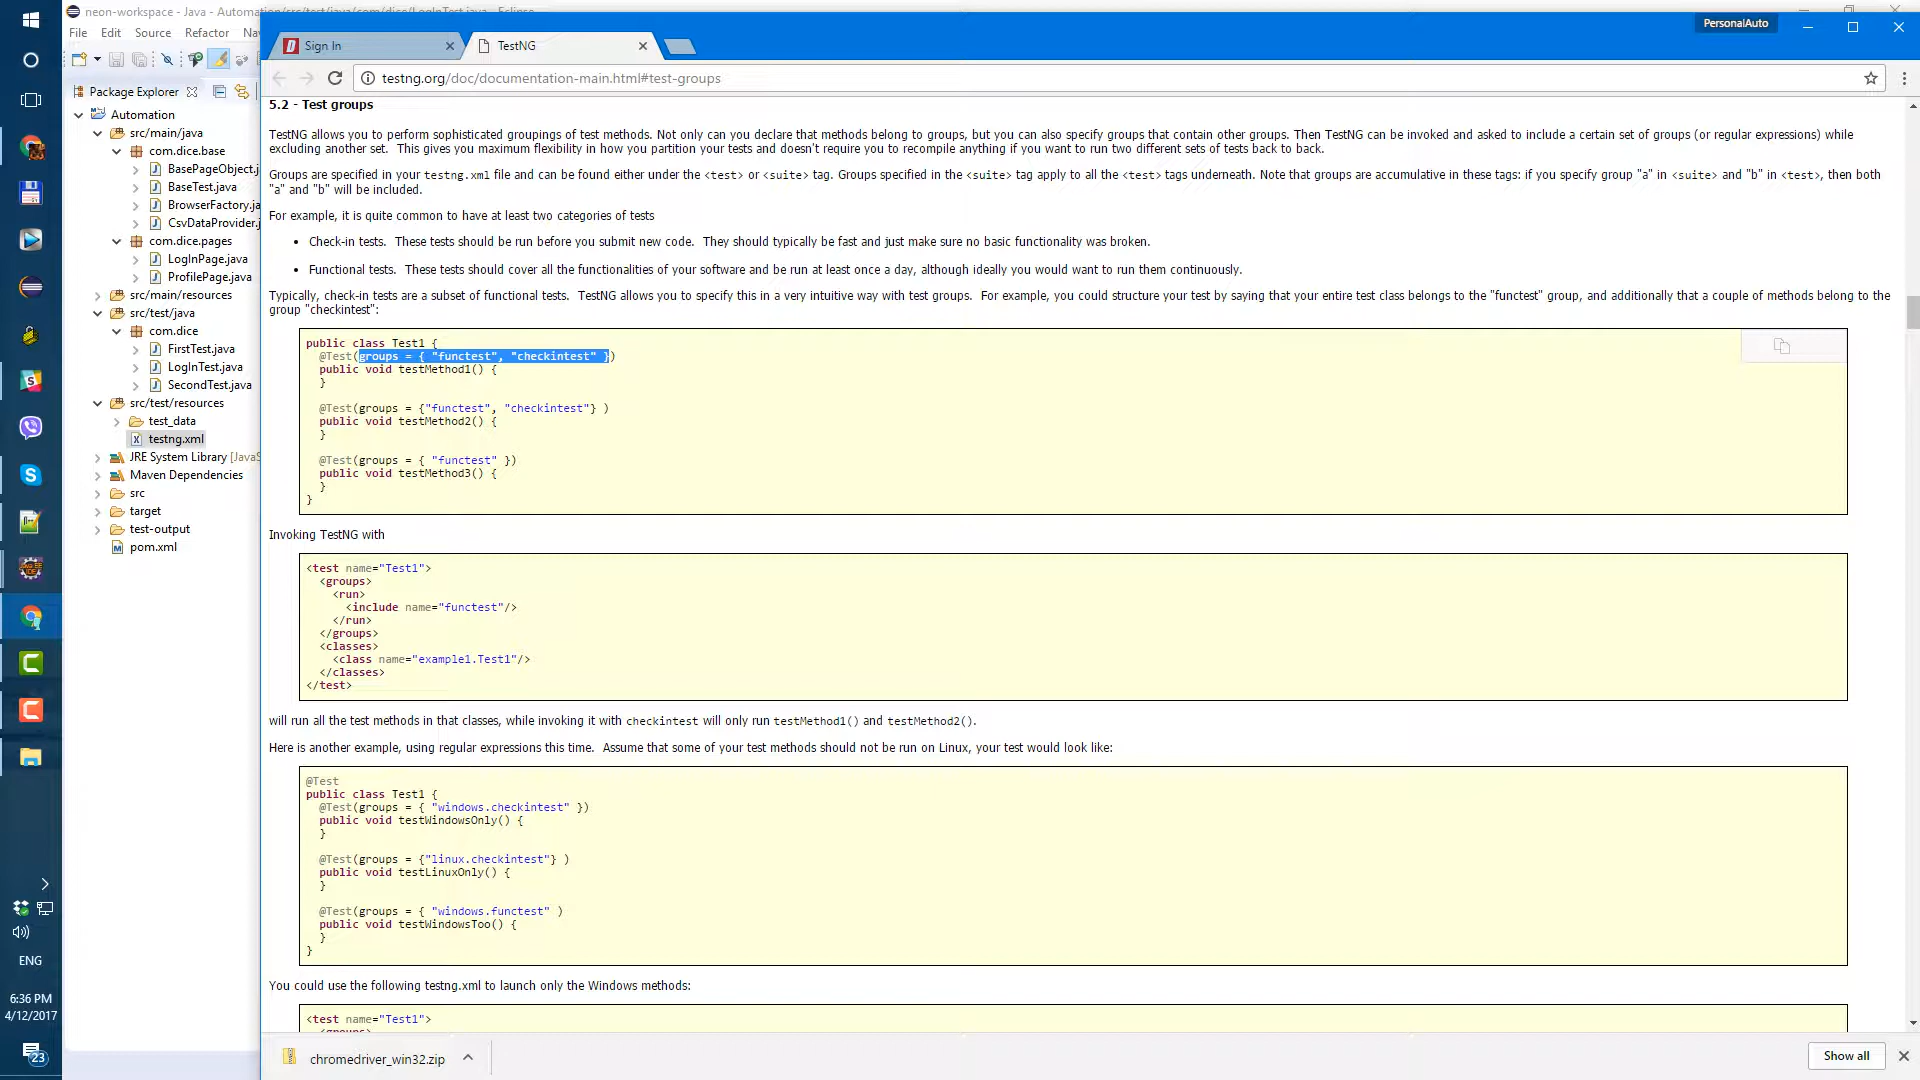 neon-workspace - Java - Automation/src/test/java/com/dice/LogInTest.java - Eclipse
File Edit Source Refactor Nav
Package Explorer
Automation
src/main/java
com.dice.base
BasePageObject.j
BaseTest.java
BrowserFactory.ja
CsvDataProvider.j
com.dice.pages
LogInPage.java
ProfilePage.java
src/main/resources
src/test/java
com.dice
FirstTest.java
LogInTest.java
SecondTest.java
src/test/resources
test_data
testng.xml
JRE System Library [JavaS
Maven Dependencies
src
target
test-output
pom.xml
ENG
6:36 PM
4/12/2017
23
PersonalAuto
Sign In
TestNG
testng.org/doc/documentation-main.html#test-groups
5.2 - Test groups
TestNG allows you to perform sophisticated groupings of test methods. Not only can you declare that methods belong to groups, but you can also specify groups that contain other groups. Then TestNG can be invoked and asked to include a certain set of groups (or regular expressions) while
excluding another set. This gives you maximum flexibility in how you partition your tests and doesn't require you to recompile anything if you want to run two different sets of tests back to back.
Groups are specified in your testng.xml file and can be found either under the <test> or <suite> tag. Groups specified in the <suite> tag apply to all the <test> tags underneath. Note that groups are accumulative in these tags: if you specify group "a" in <suite> and "b" in <test>, then both
"a" and "b" will be included.
For example, it is quite common to have at least two categories of tests
• Check-in tests. These tests should be run before you submit new code. They should typically be fast and just make sure no basic functionality was broken.
• Functional tests. These tests should cover all the functionalities of your software and be run at least once a day, although ideally you would want to run them continuously.
Typically, check-in tests are a subset of functional tests. TestNG allows you to specify this in a very intuitive way with test groups. For example, you could structure your test by saying that your entire test class belongs to the "functest" group, and additionally that a couple of methods belong to the
group "checkintest":
public class Test1 {
@Test(groups = { "functest", "checkintest" })
public void testMethod1() {
}
@Test(groups = {"functest", "checkintest"} )
public void testMethod2() {
}
@Test(groups = { "functest" })
public void testMethod3() {
}
}
Invoking TestNG with
<test name="Test1">
<groups>
<run>
<include name="functest"/>
</run>
</groups>
<classes>
<class name="example1.Test1"/>
</classes>
</test>
will run all the test methods in that classes, while invoking it with checkintest will only run testMethod1() and testMethod2().
Here is another example, using regular expressions this time. Assume that some of your test methods should not be run on Linux, your test would look like:
@Test
public class Test1 {
@Test(groups = { "windows.checkintest" })
public void testWindowsOnly() {
}
@Test(groups = {"linux.checkintest"} )
public void testLinuxOnly() {
}
@Test(groups = { "windows.functest" )
public void testWindowsToo() {
}
}
You could use the following testng.xml to launch only the Windows methods:
<test name="Test1">
<groups>
chromedriver_win32.zip
Show all